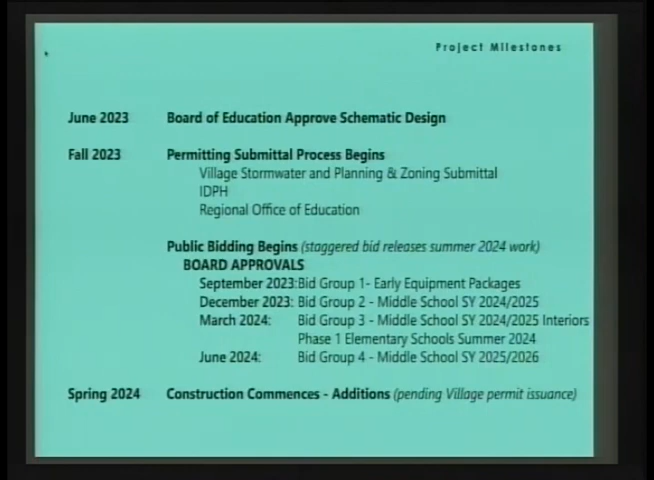 Project Milestones
June 2023 Board of Education Approve Schematic Design
Fall 2023 Permitting Submittal Process Begins
Village Stormwater and Planning & Zoning Submittal
IDPH
Regional Office of Education
Public Bidding Begins (staggered bid releases summer 2024 work)
BOARD APPROVALS
September 2023: Bid Group 1- Early Equipment Packages
December 2023: Bid Group 2 - Middle School SY 2024/2025
March 2024: Bid Group 3 - Middle School SY 2024/2025 Interiors
Phase 1 Elementary Schools Summer 2024
June 2024: Bid Group 4 - Middle School SY 2025/2026
Spring 2024 Construction Commences - Additions (pending Village permit issuance)